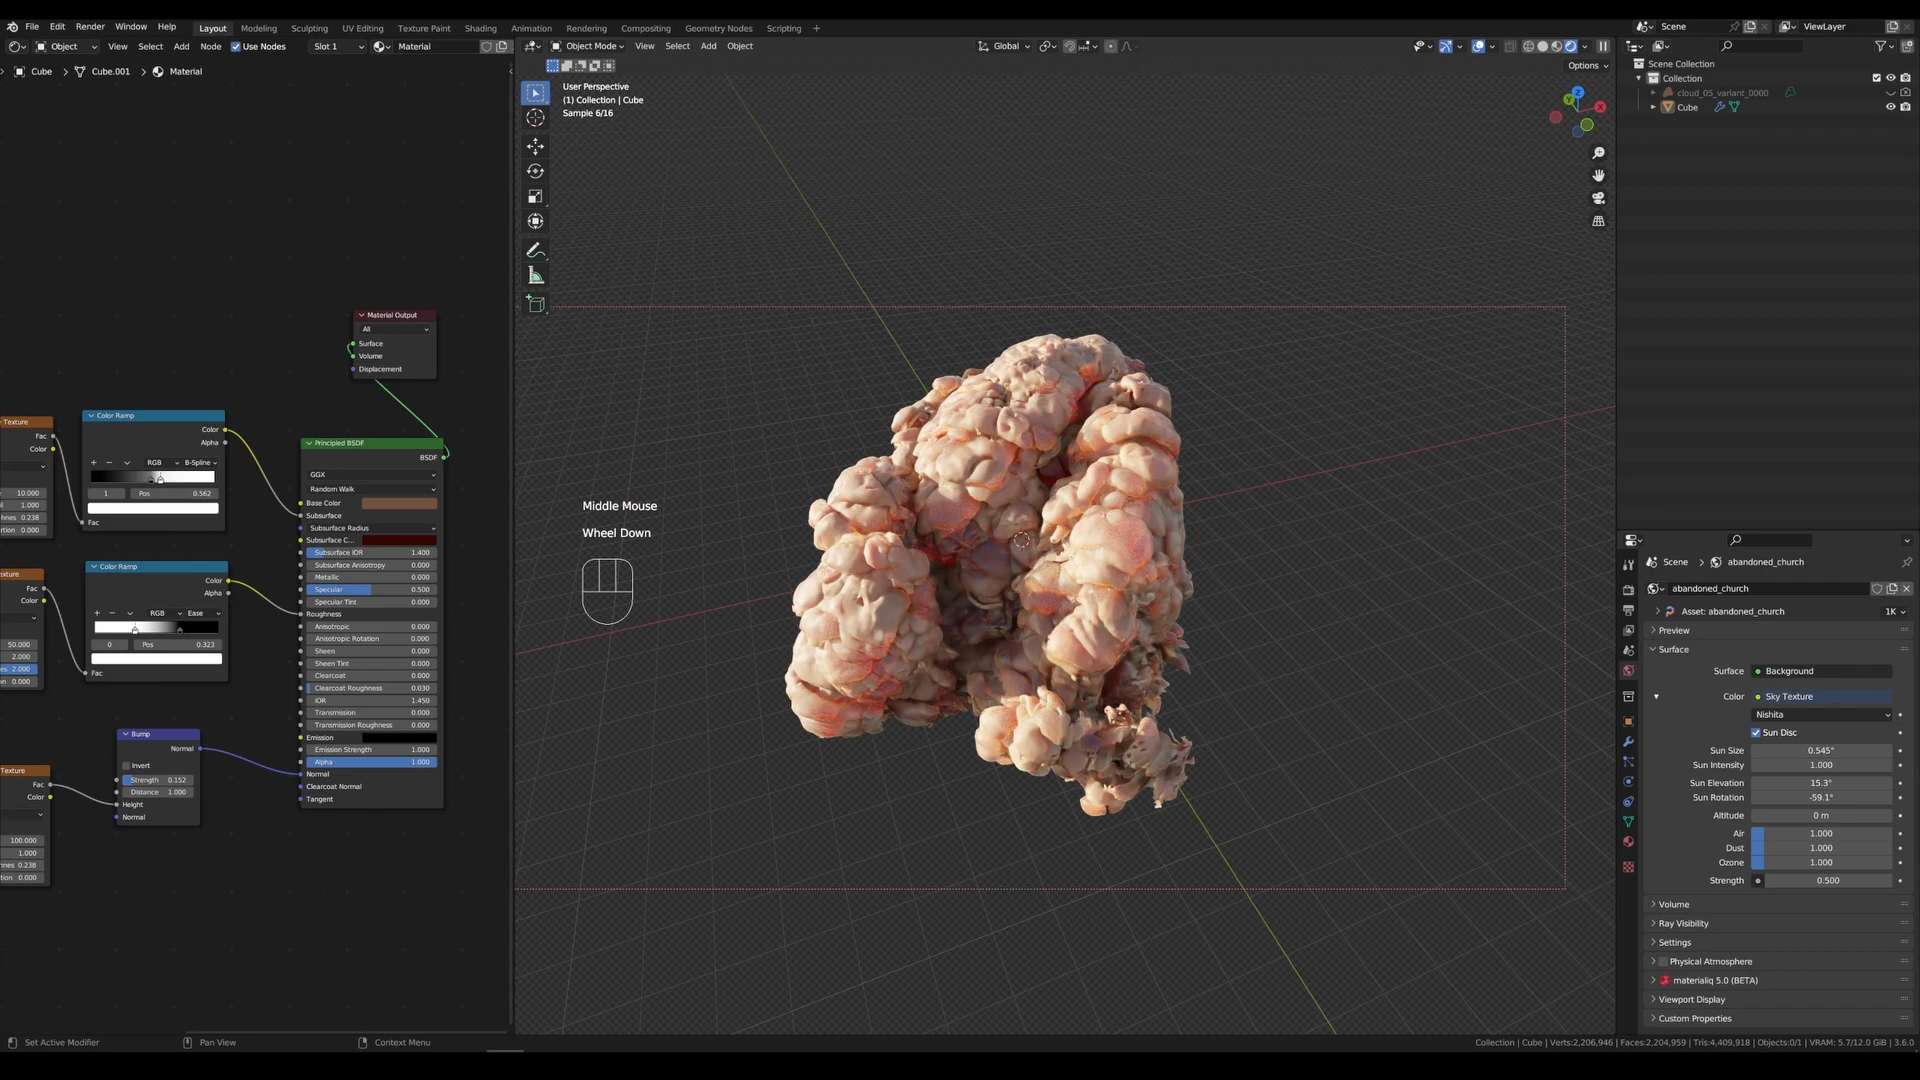 File Edit Render Window Help Layout Modeling Sculpting UV Editing Texture Paint Shading Animation Rendering Compositing Geometry Nodes Scripting + Scene ViewLayer
Object View Select Add Node Use Nodes Slot 1 Material
Object Mode View Select Add Object Global
Options
Cube Cube.001 Material
User Perspective
(1) Collection | Cube
Sample 6/16
Middle Mouse
Wheel Down
Material Output
All
Surface
Volume
Displacement
Texture
Fac
Color
10.000
1.000
0.238
0.000
Color Ramp
Color
Alpha
RGB B-Spline
1 Pos 0.562
Fac
Fac
Color
50.000
2.000
2.000
0.000
Color Ramp
Color
Alpha
RGB Ease
0 Pos 0.323
Fac
Texture
Fac
Color
100.000
1.000
0.238
0.000
Bump
Normal
Invert
Strength 0.152
Distance 1.000
Height
Normal
Principled BSDF
BSDF
GGX
Random Walk
Base Color
Subsurface
Subsurface Radius
Subsurface C...
Subsurface IOR 1.400
Subsurface Anisotropy 0.000
Metallic 0.000
Specular 0.500
Specular Tint 0.000
Roughness
Anisotropic 0.000
Anisotropic Rotation 0.000
Sheen 0.000
Sheen Tint 0.000
Clearcoat 0.000
Clearcoat Roughness 0.030
IOR 1.450
Transmission 0.000
Transmission Roughness 0.000
Emission
Emission Strength 1.000
Alpha 1.000
Normal
Clearcoat Normal
Tangent
Scene Collection
Collection
cloud_05_variant_0000
Cube
Scene abandoned_church
abandoned_church
Asset: abandoned_church 1K
Preview
Surface
Surface Background
Color Sky Texture
Nishita
Sun Disc
Sun Size 0.545°
Sun Intensity 1.000
Sun Elevation 15.3°
Sun Rotation -59.1°
Altitude 0 m
Air 1.000
Dust 1.000
Ozone 1.000
Strength 0.500
Volume
Ray Visibility
Settings
Physical Atmosphere
materialiq 5.0 (BETA)
Viewport Display
Custom Properties
Set Active Modifier Pan View Context Menu
Collection | Cube | Verts:2,206,946 | Faces:2,204,959 | Tris:4,409,918 | Objects:0/1 | VRAM: 5.7/12.0 GiB | 3.6.0